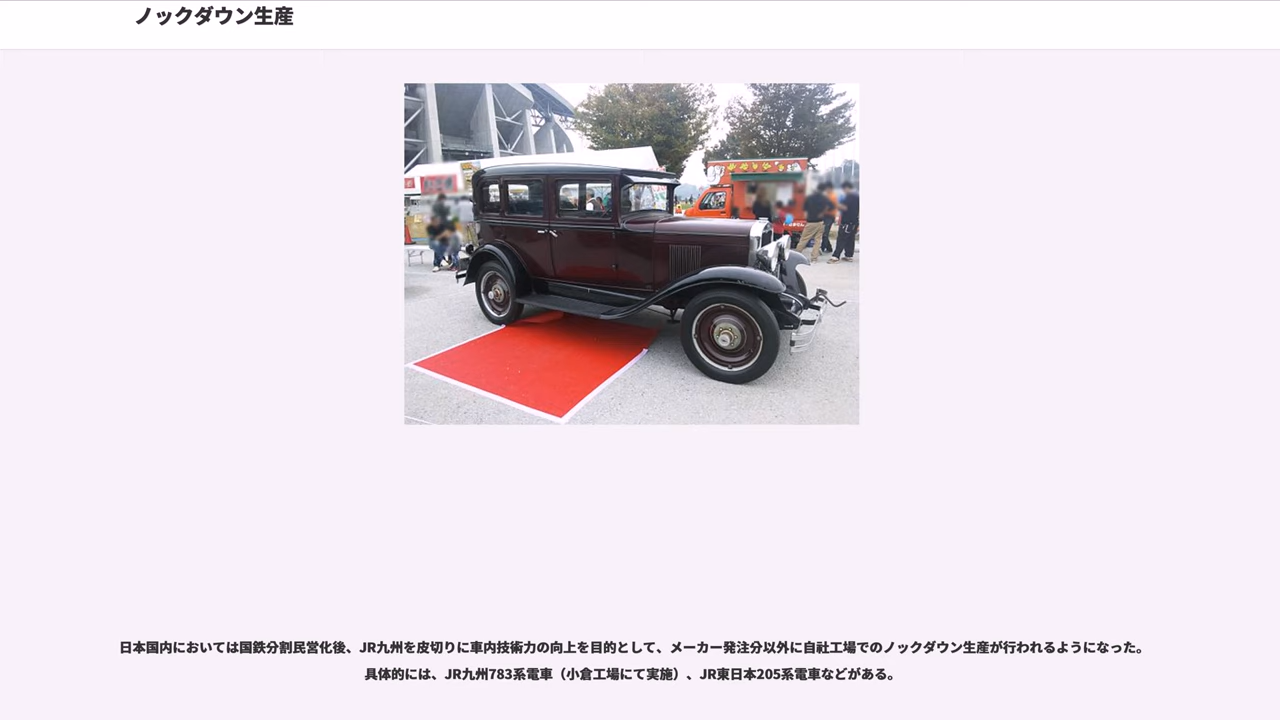 ノックダウン生産
日本国内においては国鉄分割民営化後、JR九州を皮切りに車内技術力の向上を目的として、メーカー発注分以外に自社工場でのノックダウン生産が行われるようになった。
具体的には、JR九州783系電車（小倉工場にて実施）、JR東日本205系電車などがある。